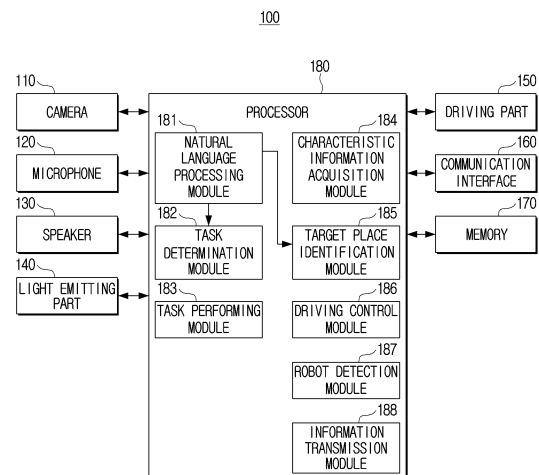 100
110
CAMERA
120
MICROPHONE
130
SPEAKER
140
LIGHT EMITTING
PART
180
PROCESSOR
181
NATURAL
LANGUAGE
PROCESSING
MODULE
182
TASK
DETERMINATION
MODULE
183
TASK PERFORMING
MODULE
184
CHARACTERISTIC
INFORMATION
ACQUISITION
MODULE
185
TARGET PLACE
IDENTIFICATION
MODULE
186
DRIVING CONTROL
MODULE
187
ROBOT DETECTION
MODULE
188
INFORMATION
TRANSMISSION
MODULE
150
DRIVING PART
160
COMMUNICATION
INTERFACE
170
MEMORY